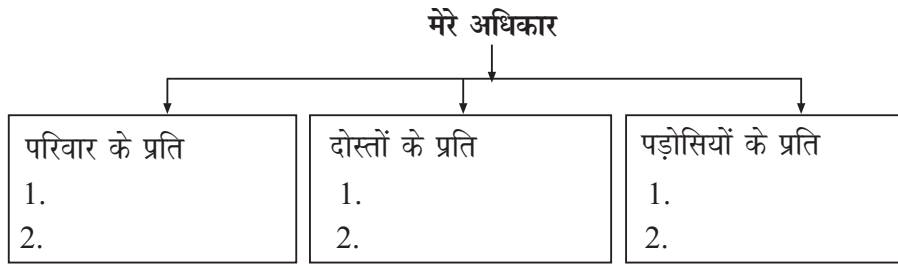 मेरे अधिकार
परिवार के प्रति
1.
2.
दोस्तों के प्रति
1.
2.
पड़ोसियों के प्रति
1.
2.